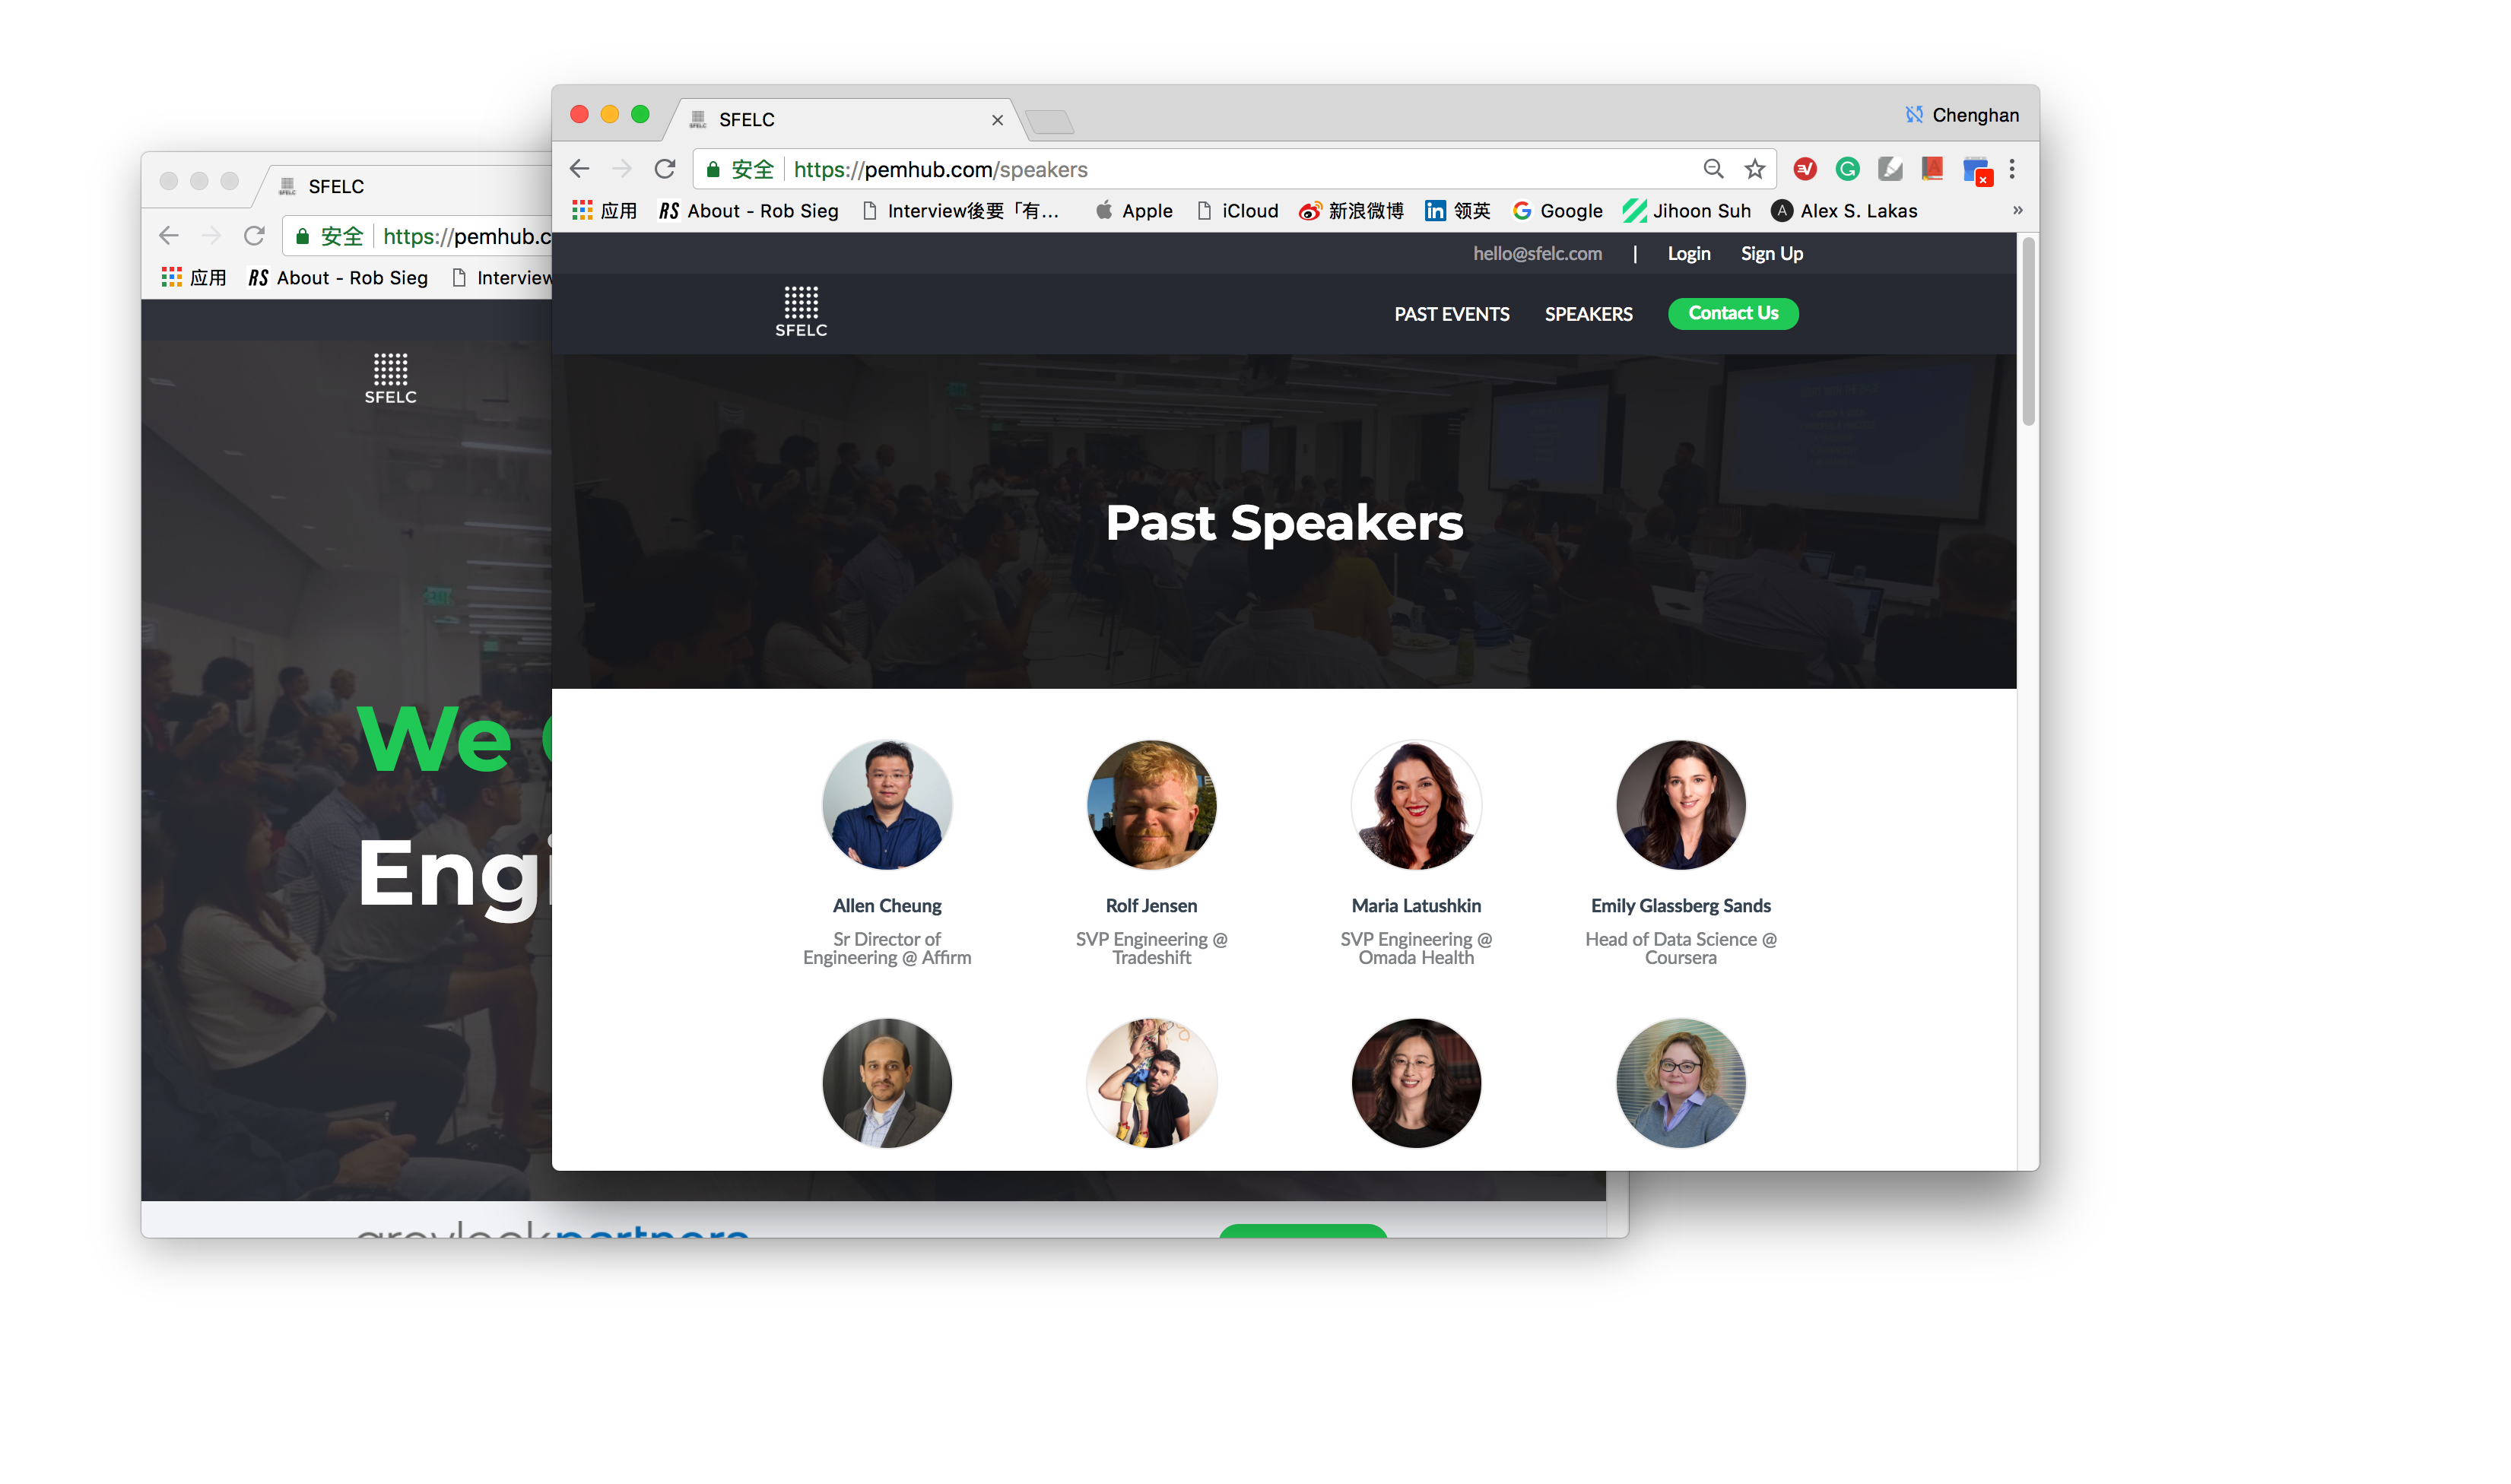 SFELC
Chenghan
安全 https://pemhub.com/speakers
应用 RS About - Rob Sieg Interview後要「有... Apple iCloud 新浪微博 领英 Google Jihoon Suh Alex S. Lakas »
hello@sfelc.com | Login Sign Up
SFELC
PAST EVENTS SPEAKERS Contact Us
Past Speakers
Allen Cheung
Sr Director of
Engineering @ Affirm
Rolf Jensen
SVP Engineering @
Tradeshift
Maria Latushkin
SVP Engineering @
Omada Health
Emily Glassberg Sands
Head of Data Science @
Coursera
SFELC
安全 https://pemhub.c
应用 RS About - Rob Sieg Interview
SFELC
We
Engi
greylockpartners